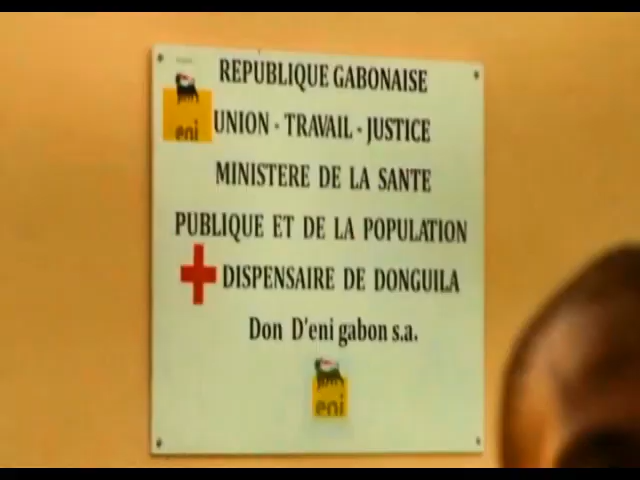 REPUBLIQUE GABONAISE
eni
UNION - TRAVAIL - JUSTICE
MINISTERE DE LA SANTE
PUBLIQUE ET DE LA POPULATION
DISPENSAIRE DE DONGUILA
Don D'eni gabon s.a.
eni